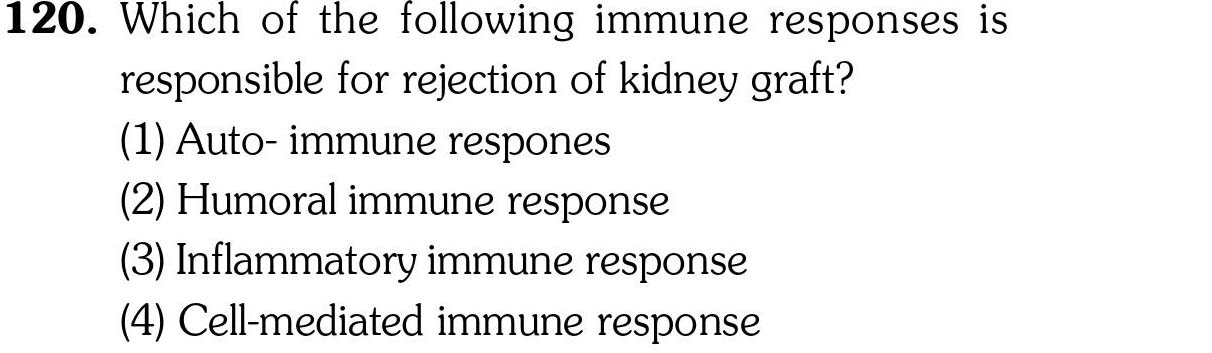 120. Which of the following immune responses is
responsible for rejection of kidney graft?
(1) Auto- immune respones
(2) Humoral immune response
(3) Inflammatory immune response
(4) Cell-mediated immune response